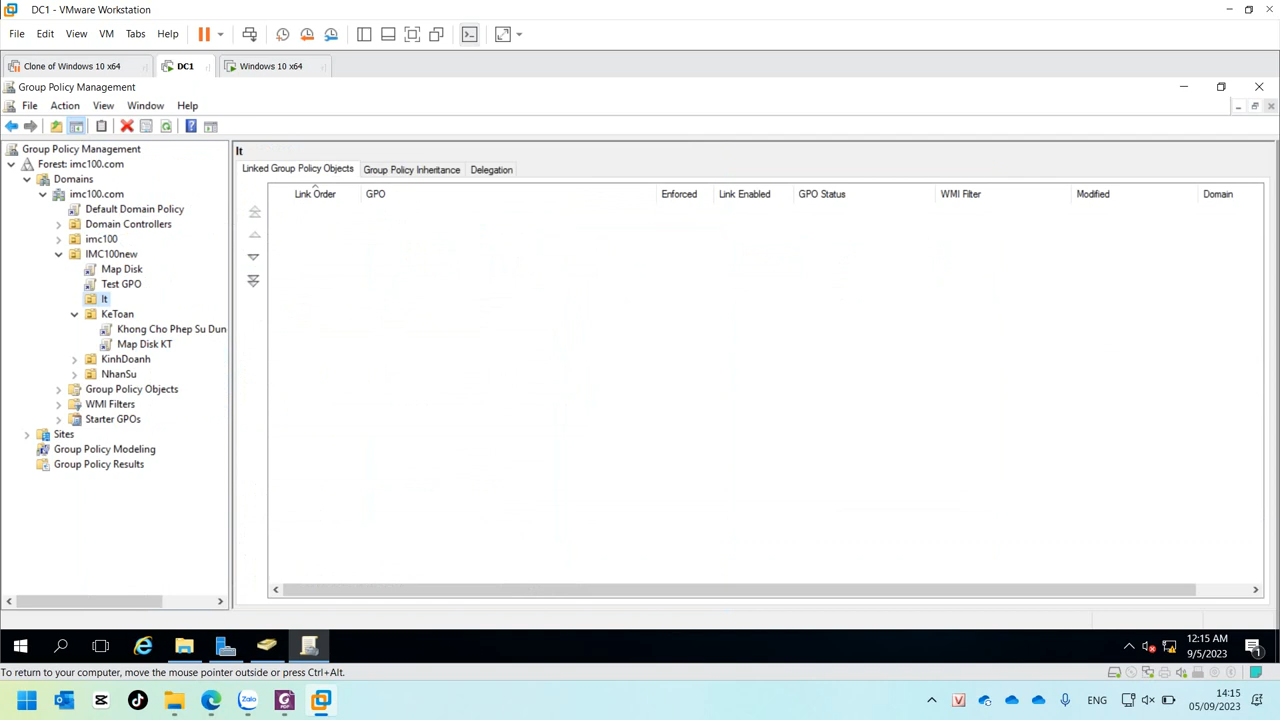 DC1 - VMware Workstation
File Edit View VM Tabs Help
Clone of Windows 10 x64 DC1 Windows 10 x64
Group Policy Management
File Action View Window Help
Group Policy Management
Forest: imc100.com
Domains
imc100.com
Default Domain Policy
Domain Controllers
imc100
IMC100new
Map Disk
Test GPO
It
KeToan
Khong Cho Phep Su Dun
Map Disk KT
KinhDoanh
NhanSu
Group Policy Objects
WMI Filters
Starter GPOs
Sites
Group Policy Modeling
Group Policy Results
It
Linked Group Policy Objects Group Policy Inheritance Delegation
Link Order GPO Enforced Link Enabled GPO Status WMI Filter Modified Domain
12:15 AM
9/5/2023
1
To return to your computer, move the mouse pointer outside or press Ctrl+Alt.
ENG
14:15
05/09/2023